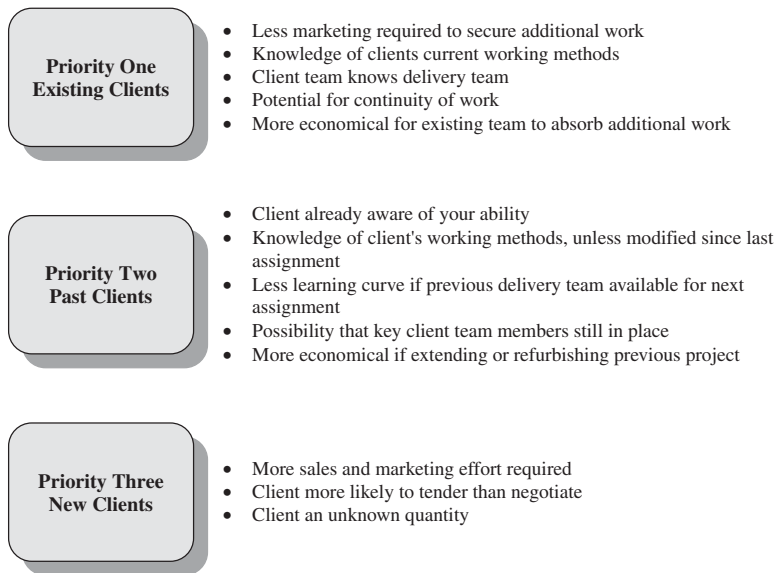 Priority One
Existing Clients
• Less marketing required to secure additional work
• Knowledge of clients current working methods
• Client team knows delivery team
• Potential for continuity of work
• More economical for existing team to absorb additional work
Priority Two
Past Clients
• Client already aware of your ability
• Knowledge of client's working methods, unless modified since last
assignment
• Less learning curve if previous delivery team available for next
assignment
• Possibility that key client team members still in place
• More economical if extending or refurbishing previous project
Priority Three
New Clients
• More sales and marketing effort required
• Client more likely to tender than negotiate
• Client an unknown quantity